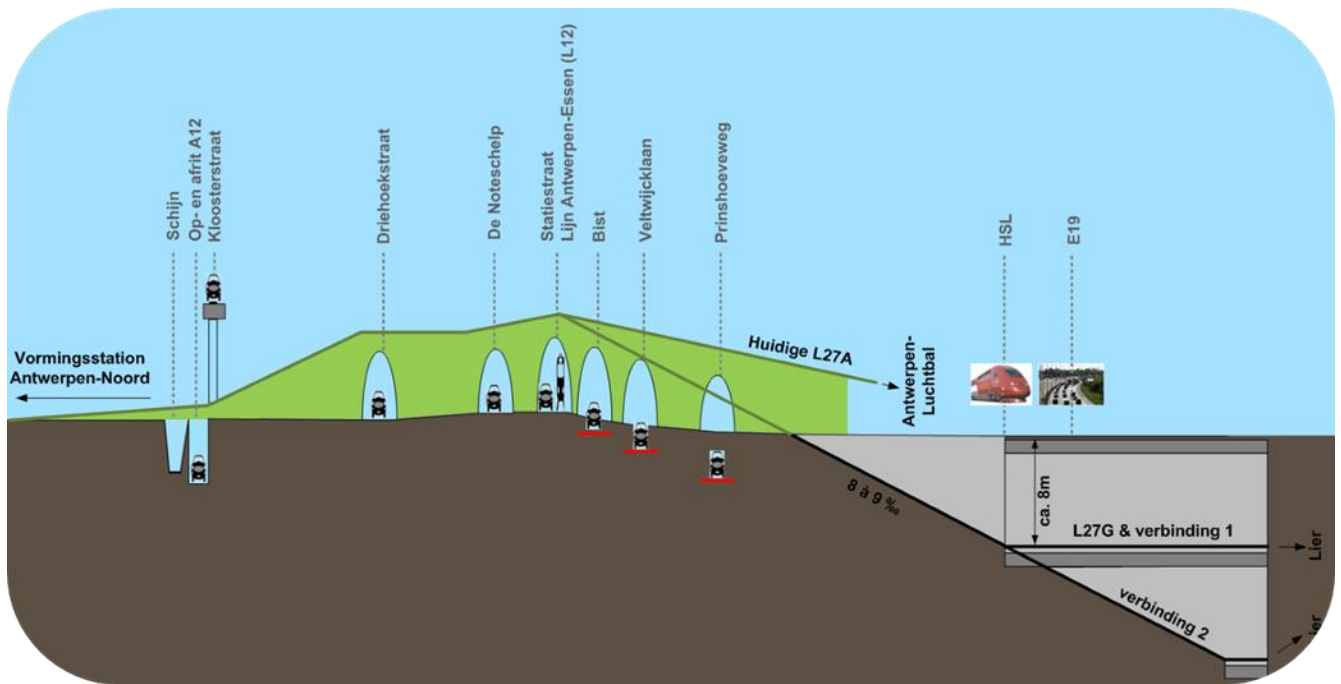 Schijn
Op- en afrit A12
Kloosterstraat
Driehoekstraat
De Noteschelp
Statiestraat
Lijn Antwerpen-Essen (L12)
Bist
Veltwijcklaan
Prinshoeveweg
HSL
E19
Vormingsstation
Antwerpen-Noord
Huidige L27A
Antwerpen-
Luchtbal
8 à 9 ‰
ca. 8m
L27G & verbinding 1
Lier
verbinding 2
ier